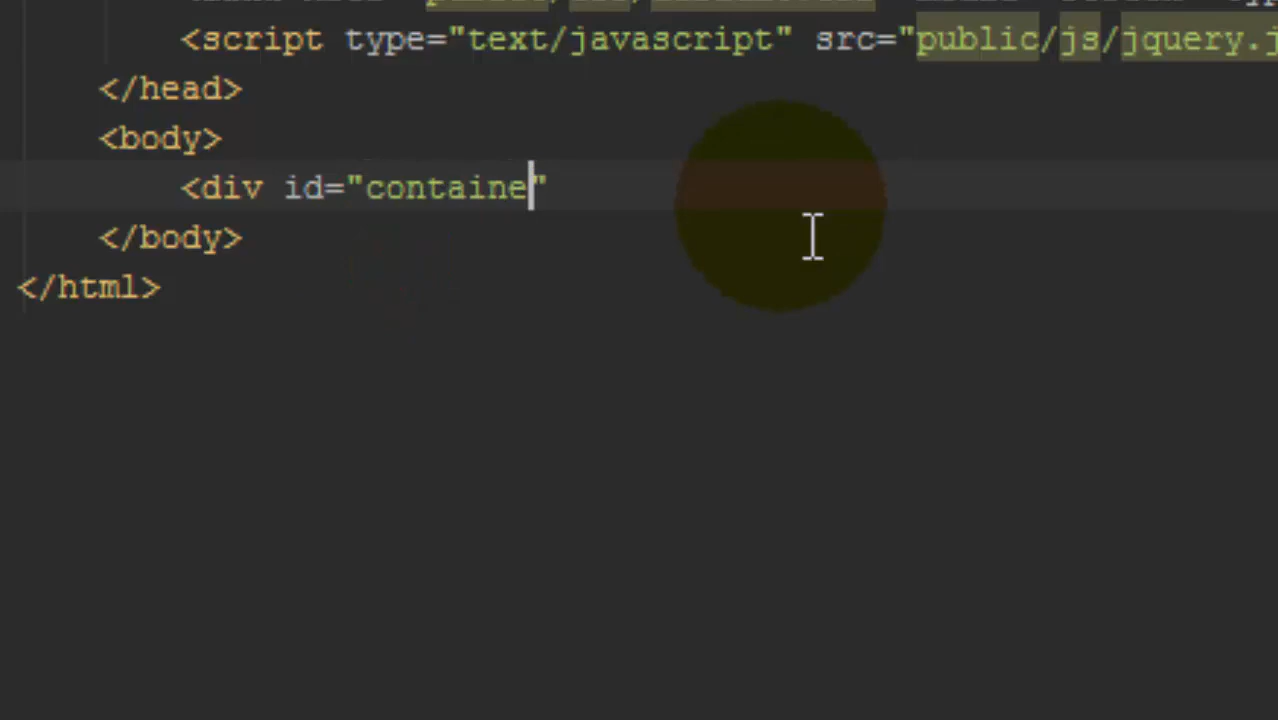 <script type="text/javascript" src="public/js/jquery.j
</head>
<body>
<div id="containe"
</body>
</html>